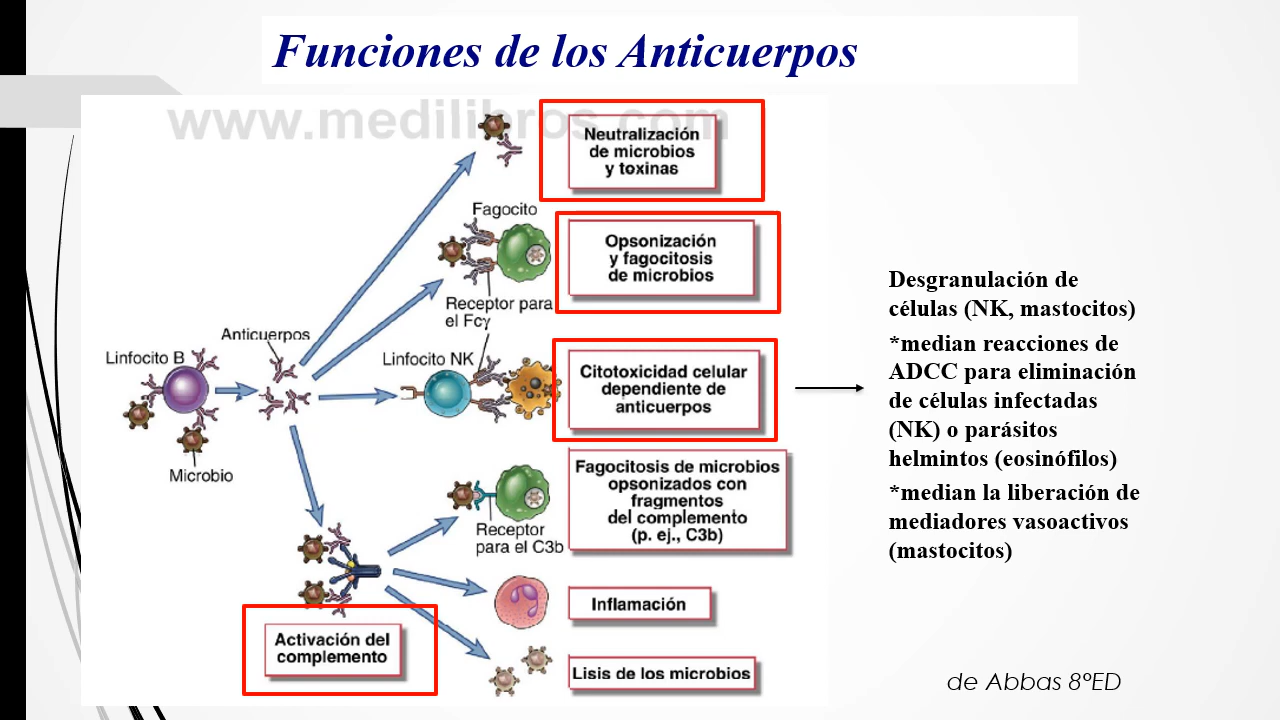 Funciones de los Anticuerpos
www.medilibros.com
Neutralización
de microbios
y toxinas
Fagocito
Opsonización
y fagocitosis
de microbios
Receptor para
el Fcγ
Anticuerpos
Linfocito B
Linfocito NK
Citotoxicidad celular
dependiente de
anticuerpos
Microbio
Fagocitosis de microbios
opsonizados con
fragmentos
del complemento
(p. ej., C3b)
Receptor
para el C3b
Inflamación
Activación del
complemento
Lisis de los microbios
Desgranulación de
células (NK, mastocitos)
*median reacciones de
ADCC para eliminación
de células infectadas
(NK) o parásitos
helmintos (eosinófilos)
*median la liberación de
mediadores vasoactivos
(mastocitos)
de Abbas 8ºED